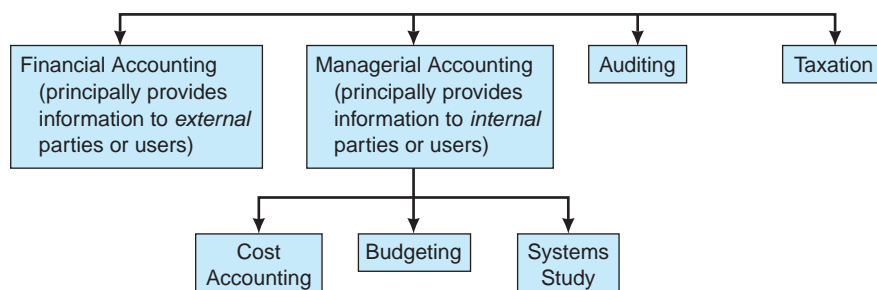 Financial Accounting
(principally provides
information to external
parties or users)
Managerial Accounting
(principally provides
information to internal
parties or users)
Auditing
Taxation
Cost
Accounting
Budgeting
Systems
Study